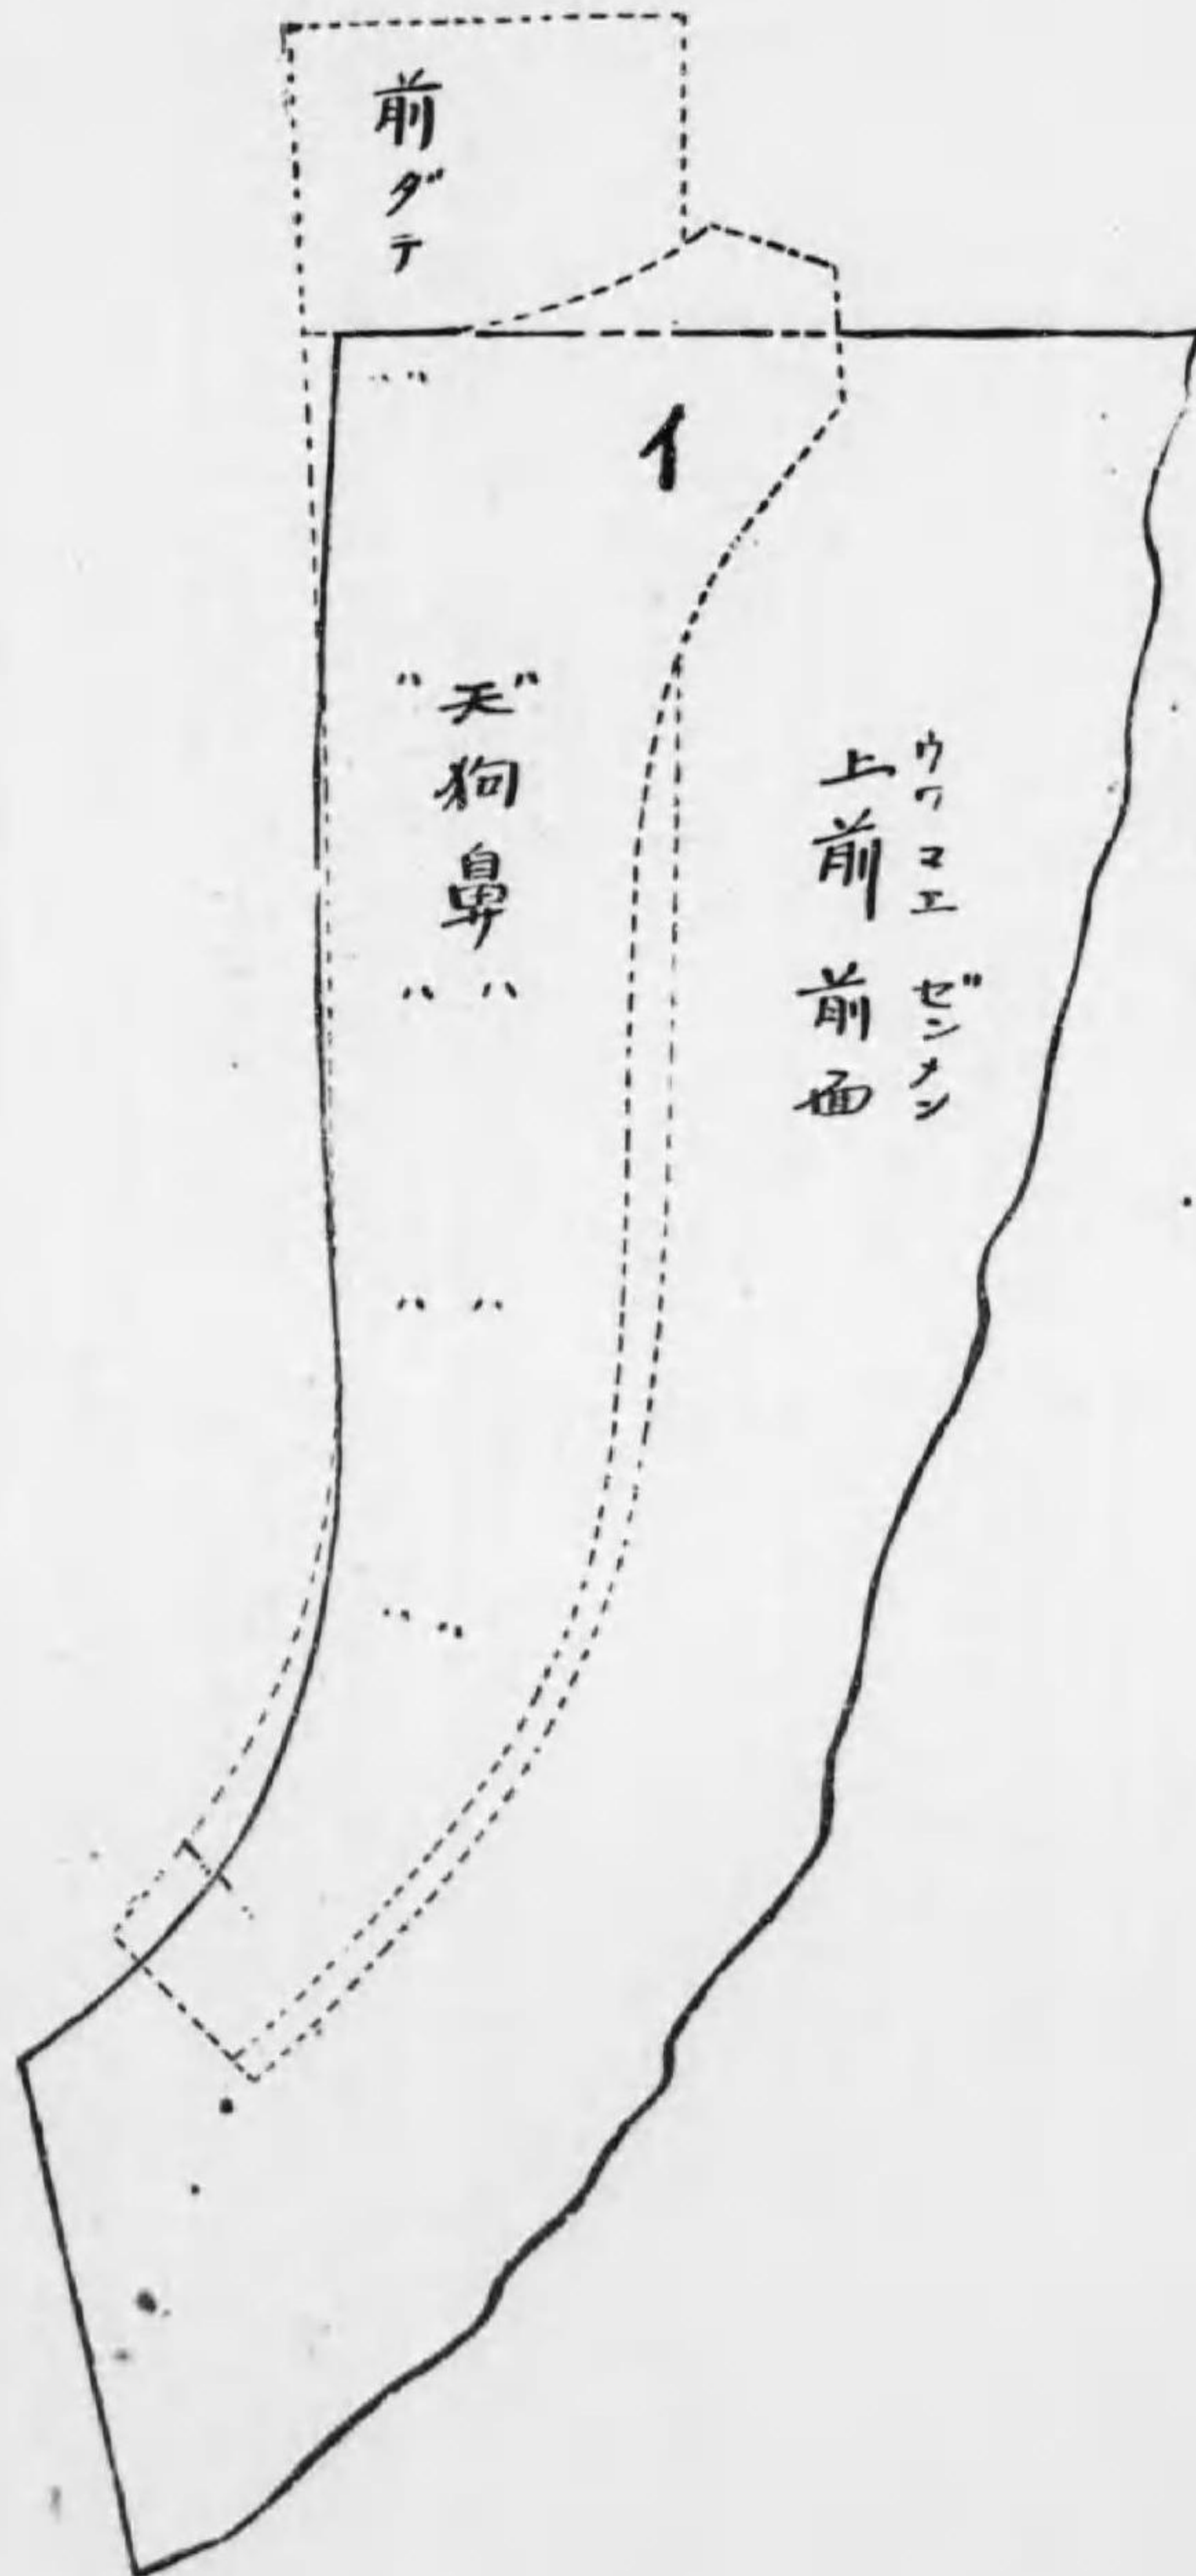 前ダテ
イ
ウワマエ ゼンメン
上前前面
天狗鼻